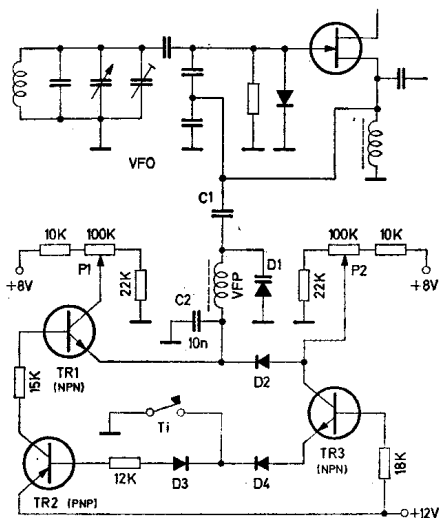 VFO
C1
10K
100K
P1
22K
+8V
C2
10n
VFP
D1
D2
22K
100K
P2
10K
+8V
TR1
(NPN)
15K
Ti
TR3
(NPN)
TR2 (PNP)
12K
D3
D4
18K
+12V